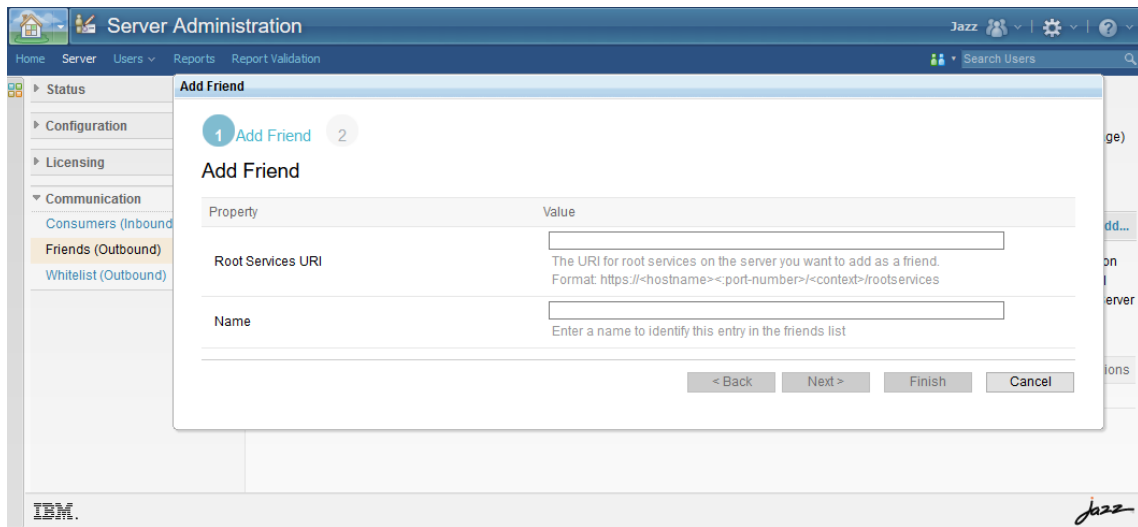 Server Administration
Jazz
Home Server Users Reports Report Validation
Search Users
Status
Configuration
Licensing
Communication
Consumers (Inbound
Friends (Outbound)
Whitelist (Outbound)
Add Friend
1 Add Friend 2
Add Friend
Property Value
Root Services URI
The URI for root services on the server you want to add as a friend.
Format: https://<hostname><:port-number>/<context>/rootservices
Name
Enter a name to identify this entry in the friends list
< Back Next > Finish Cancel
ge)
dd...
on
erver
ions
IBM.
jazz